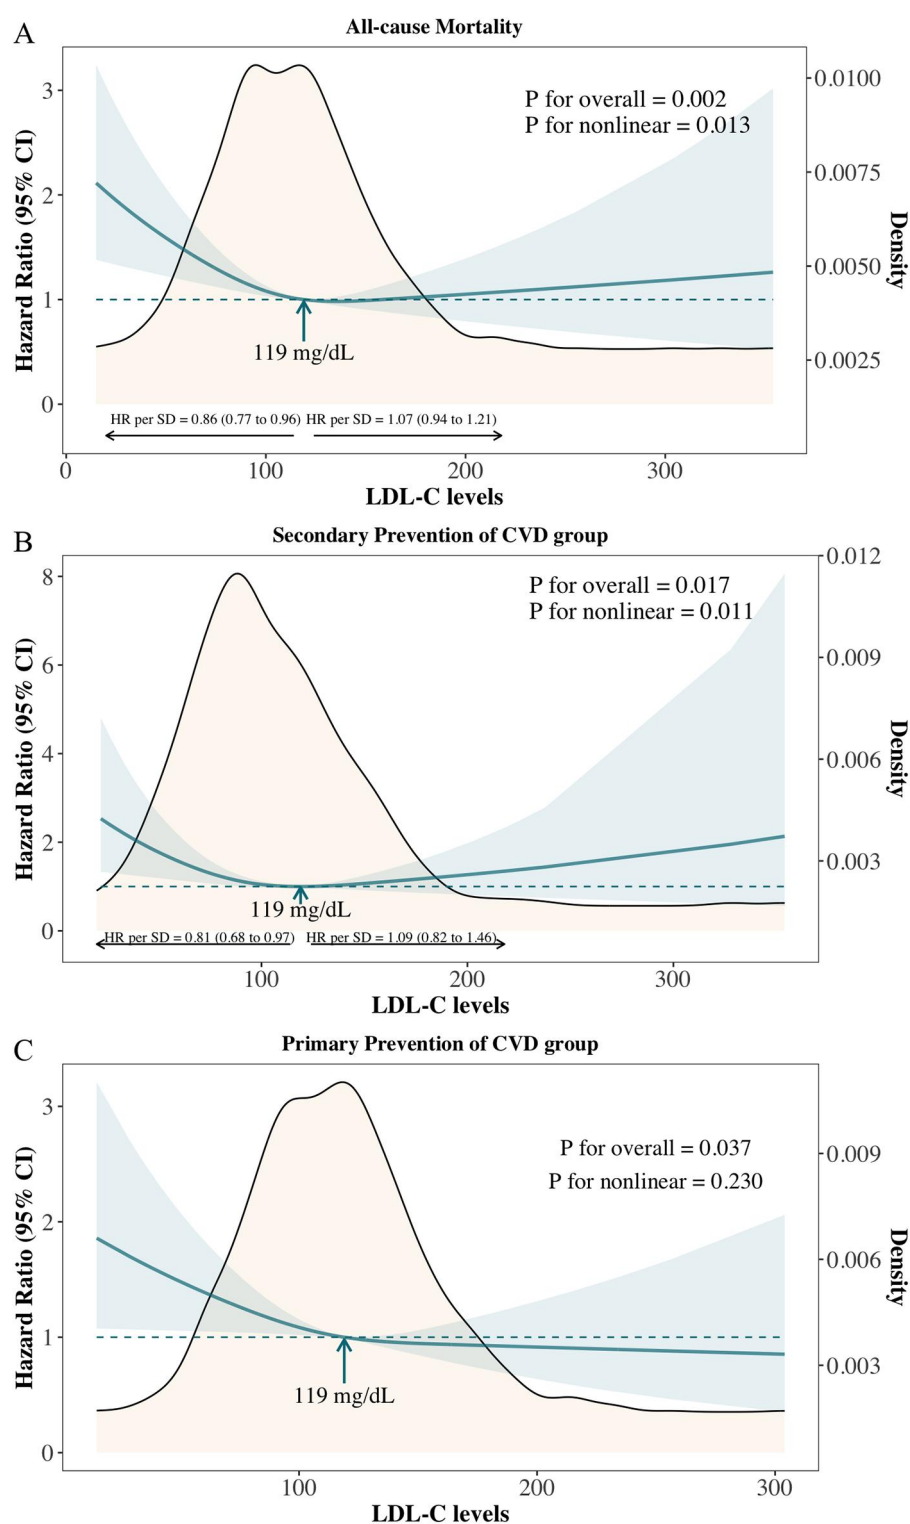 A
All-cause Mortality
Hazard Ratio (95% CI)
3
2
1
0
P for overall = 0.002
P for nonlinear = 0.013
0.0100
0.0075
0.0050
0.0025
Density
119 mg/dL
HR per SD = 0.86 (0.77 to 0.96) HR per SD = 1.07 (0.94 to 1.21)
0 100 200 300
LDL-C levels
B
Secondary Prevention of CVD group
Hazard Ratio (95% CI)
8
6
4
2
0
P for overall = 0.017
P for nonlinear = 0.011
0.012
0.009
0.006
0.003
Density
119 mg/dL
HR per SD = 0.81 (0.68 to 0.97) HR per SD = 1.09 (0.82 to 1.46)
100 200 300
LDL-C levels
C
Primary Prevention of CVD group
Hazard Ratio (95% CI)
3
2
1
0
P for overall = 0.037
P for nonlinear = 0.230
0.009
0.006
0.003
Density
119 mg/dL
100 200 300
LDL-C levels